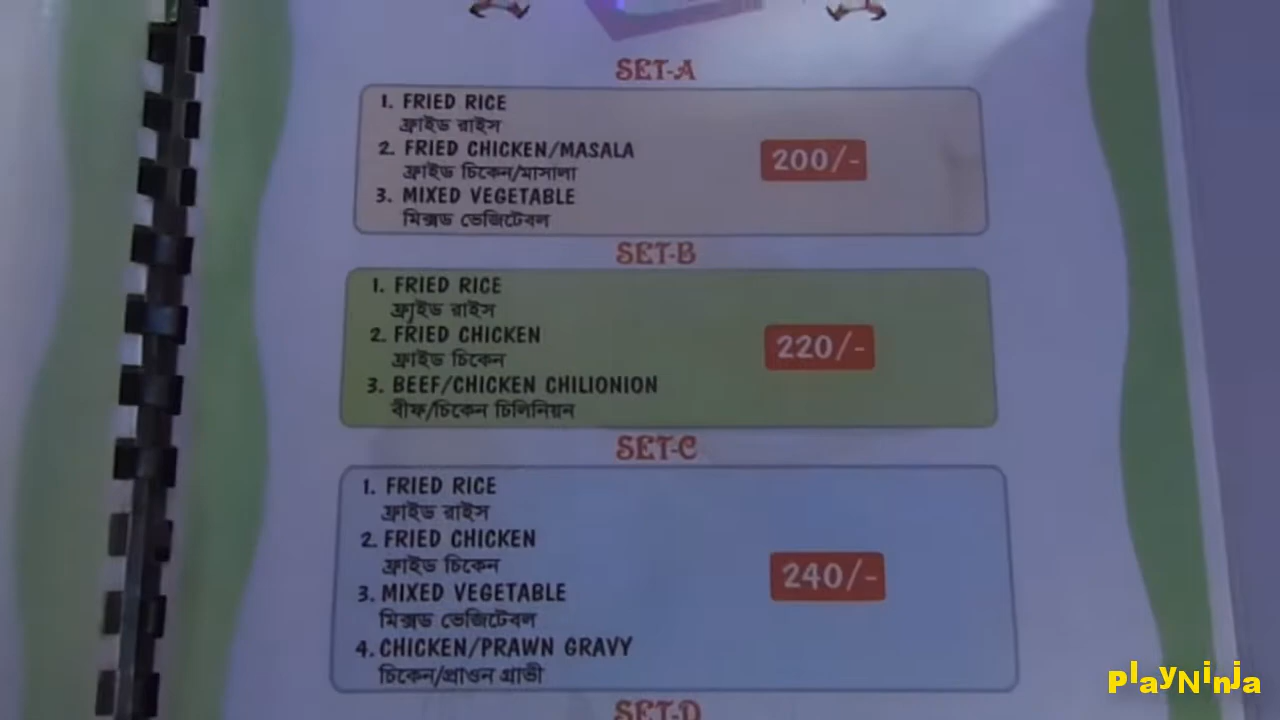 SET-A
1. FRIED RICE
ফ্রাইড রাইস
2. FRIED CHICKEN/MASALA
ফ্রাইড চিকেন/মাসালা
3. MIXED VEGETABLE
মিক্সড ভেজিটেবল
200/-
SET-B
1. FRIED RICE
ফ্রাইড রাইস
2. FRIED CHICKEN
ফ্রাইড চিকেন
3. BEEF/CHICKEN CHILIONION
বীফ/চিকেন চিলিনিয়ন
220/-
SET-C
1. FRIED RICE
ফ্রাইড রাইস
2. FRIED CHICKEN
ফ্রাইড চিকেন
3. MIXED VEGETABLE
মিক্সড ভেজিটেবল
4. CHICKEN/PRAWN GRAVY
চিকেন/প্রাওন গ্রাভী
240/-
SET-D
PlayNinja